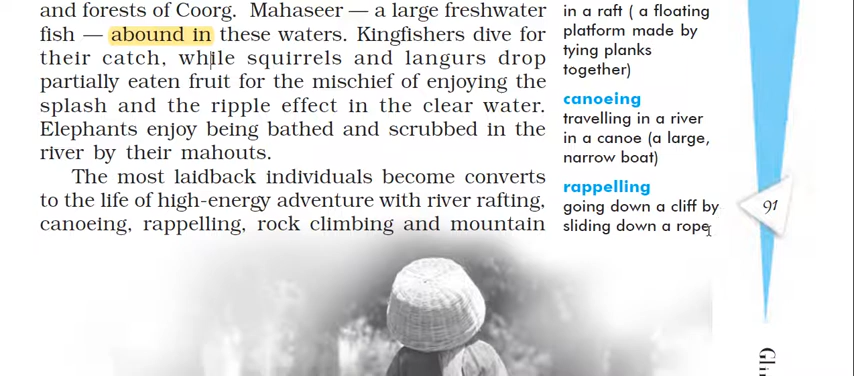 and forests of Coorg. Mahaseer — a large freshwater
fish — abound in these waters. Kingfishers dive for
their catch, while squirrels and langurs drop
partially eaten fruit for the mischief of enjoying the
splash and the ripple effect in the clear water.
Elephants enjoy being bathed and scrubbed in the
river by their mahouts.
The most laidback individuals become converts
to the life of high-energy adventure with river rafting,
canoeing, rappelling, rock climbing and mountain
in a raft ( a floating
platform made by
tying planks
together)
canoeing
travelling in a river
in a canoe (a large,
narrow boat)
rappelling
going down a cliff by
sliding down a rope
91